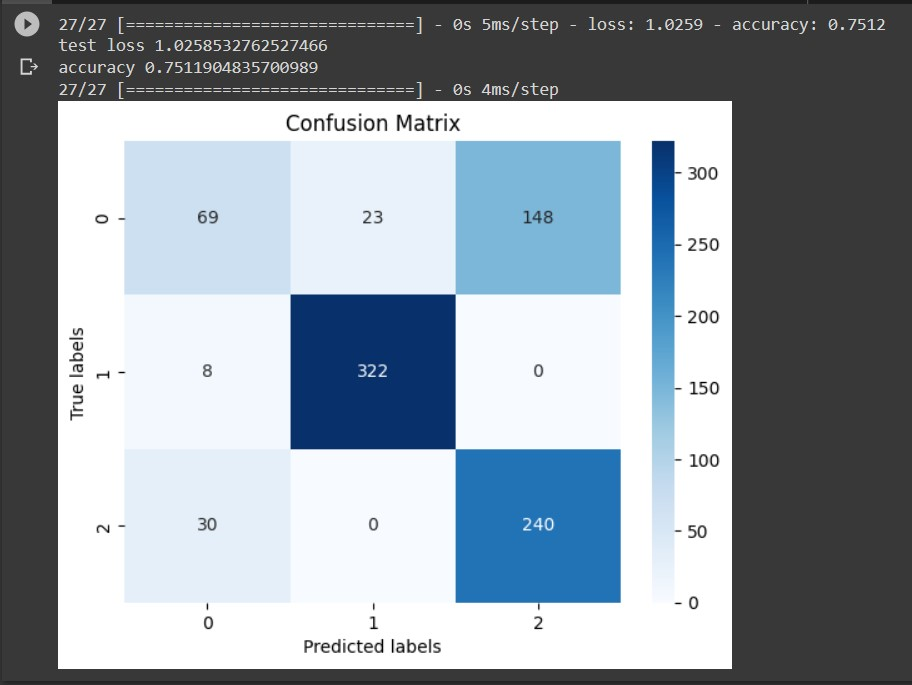 27/27 [==============================] - 0s 5ms/step - loss: 1.0259 - accuracy: 0.7512
test loss 1.0258532762527466
accuracy 0.7511904835700989
27/27 [==============================] - 0s 4ms/step
Confusion Matrix
0 69 23 148
1 8 322 0
2 30 0 240
0 1 2
True labels
Predicted labels
300
250
200
150
100
50
0